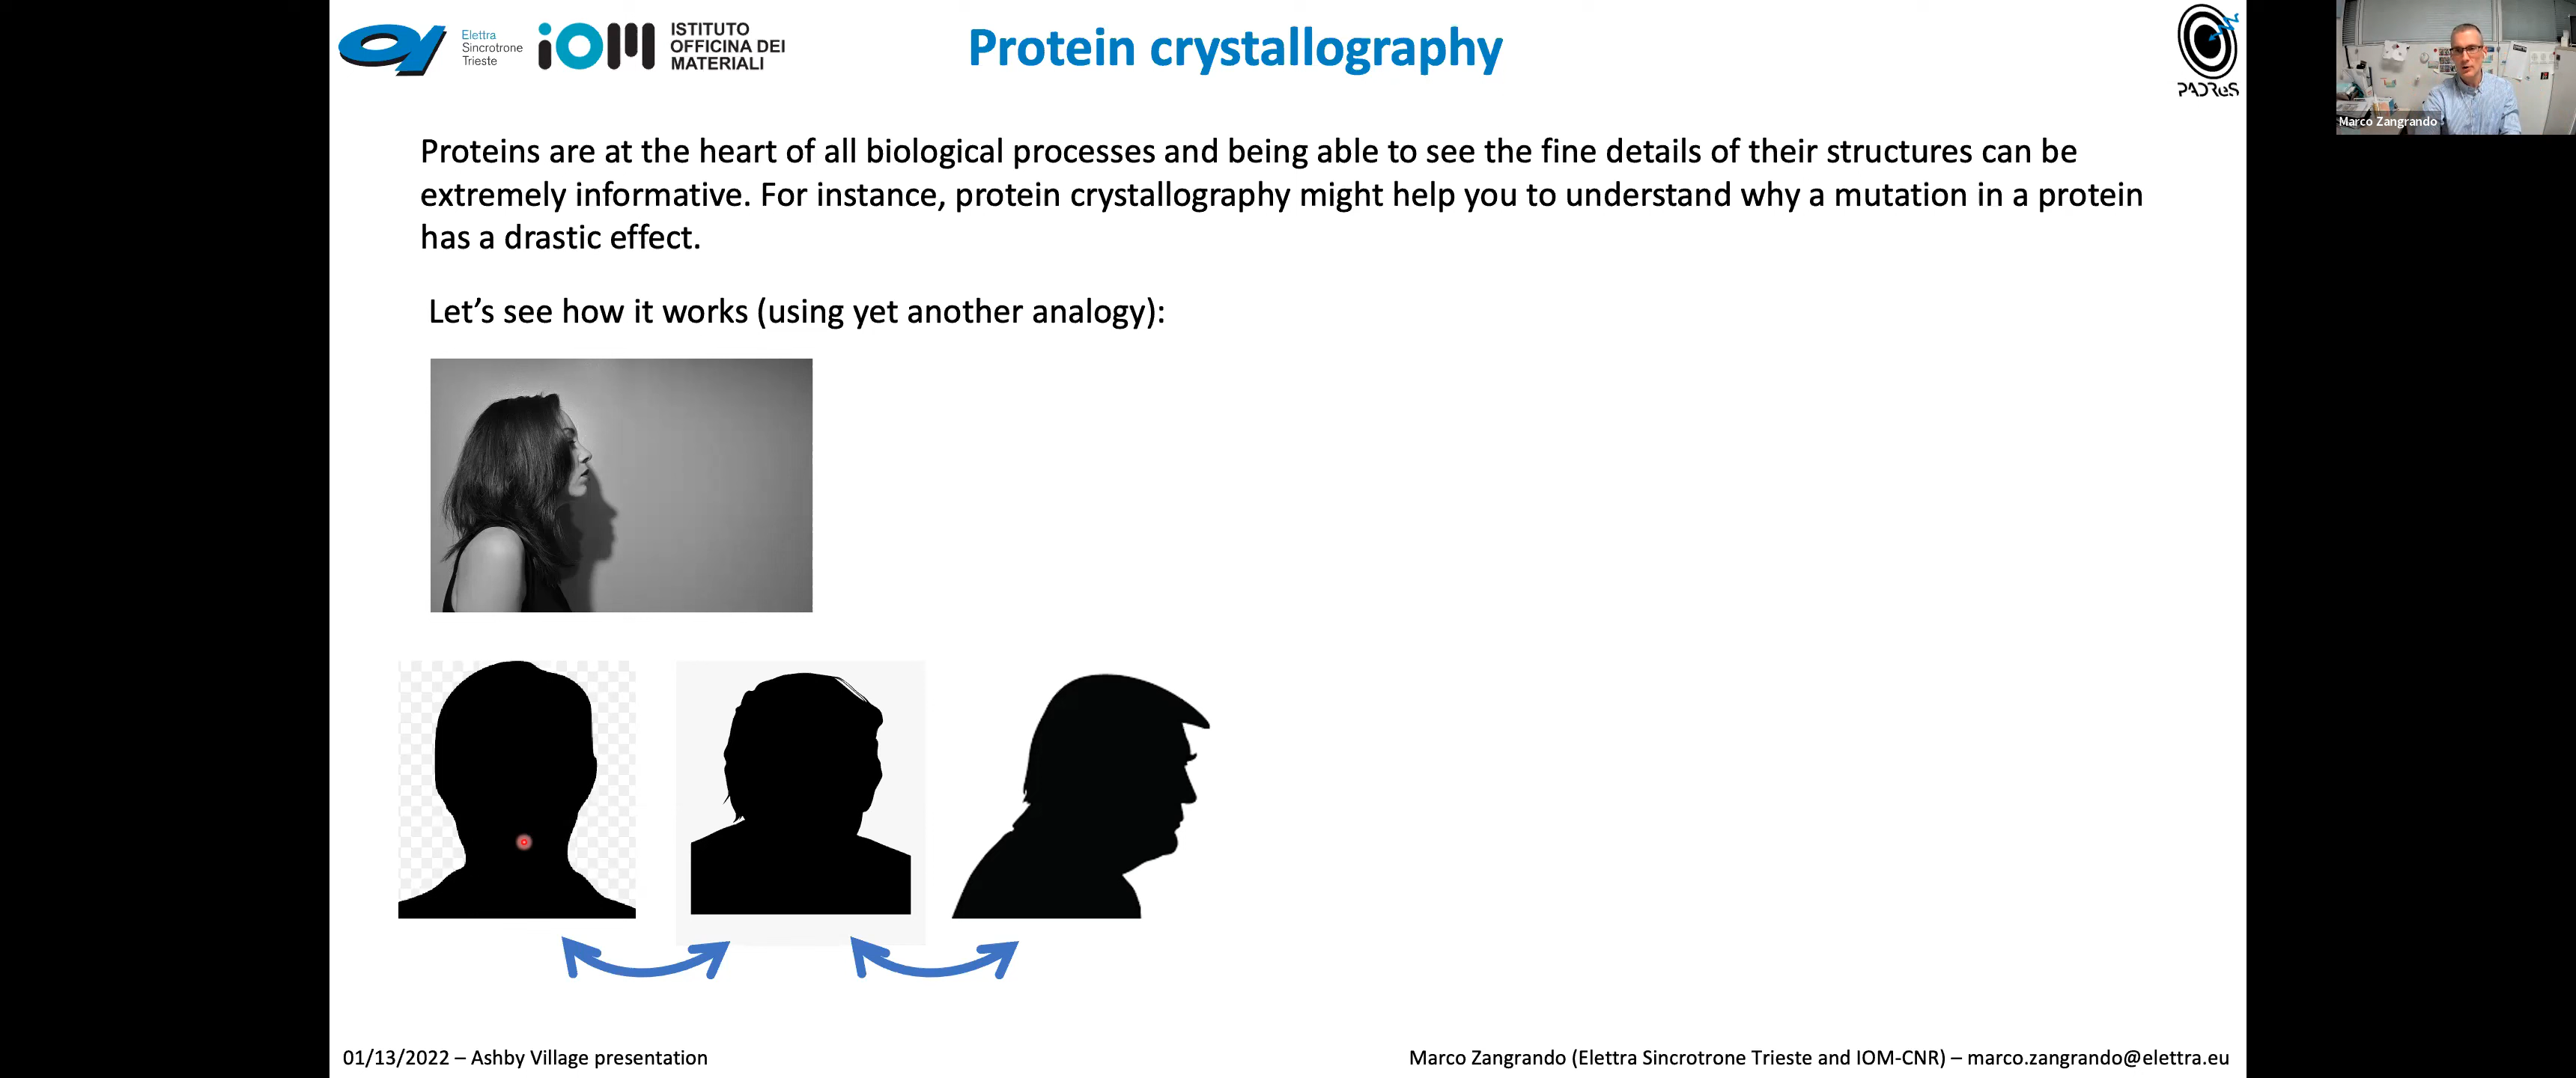 Elettra
Sincrotrone
Trieste
iOM
ISTITUTO
OFFICINA DEI
MATERIALI
Protein crystallography
PADReS
Marco Zangrando
Proteins are at the heart of all biological processes and being able to see the fine details of their structures can be
extremely informative. For instance, protein crystallography might help you to understand why a mutation in a protein
has a drastic effect.
Let’s see how it works (using yet another analogy):
01/13/2022 – Ashby Village presentation
Marco Zangrando (Elettra Sincrotrone Trieste and IOM-CNR) – marco.zangrando@elettra.eu